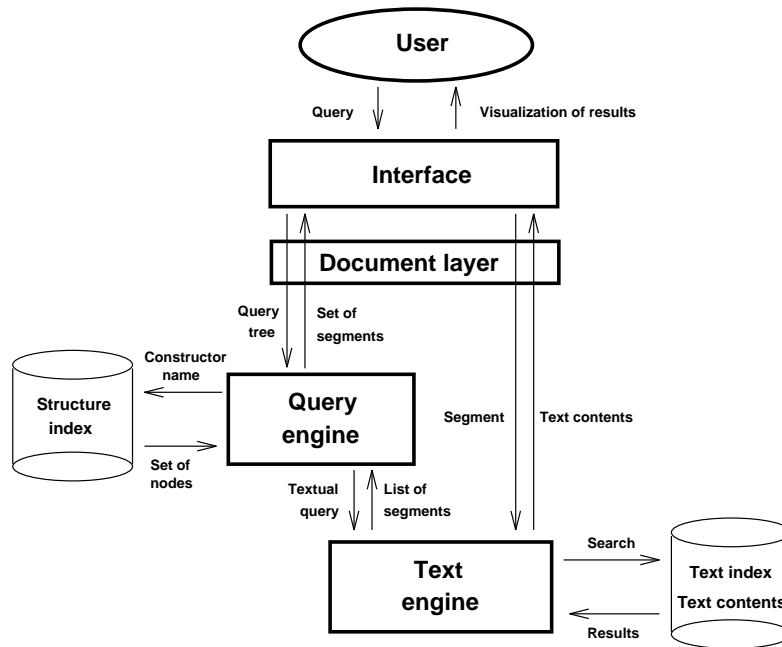 User
Query
Visualization of results
Interface
Document layer
Query
tree
Set of
segments
Constructor
name
Structure
index
Query
engine
Segment
Text contents
Set of
nodes
Textual
query
List of
segments
Text
engine
Search
Text index
Text contents
Results